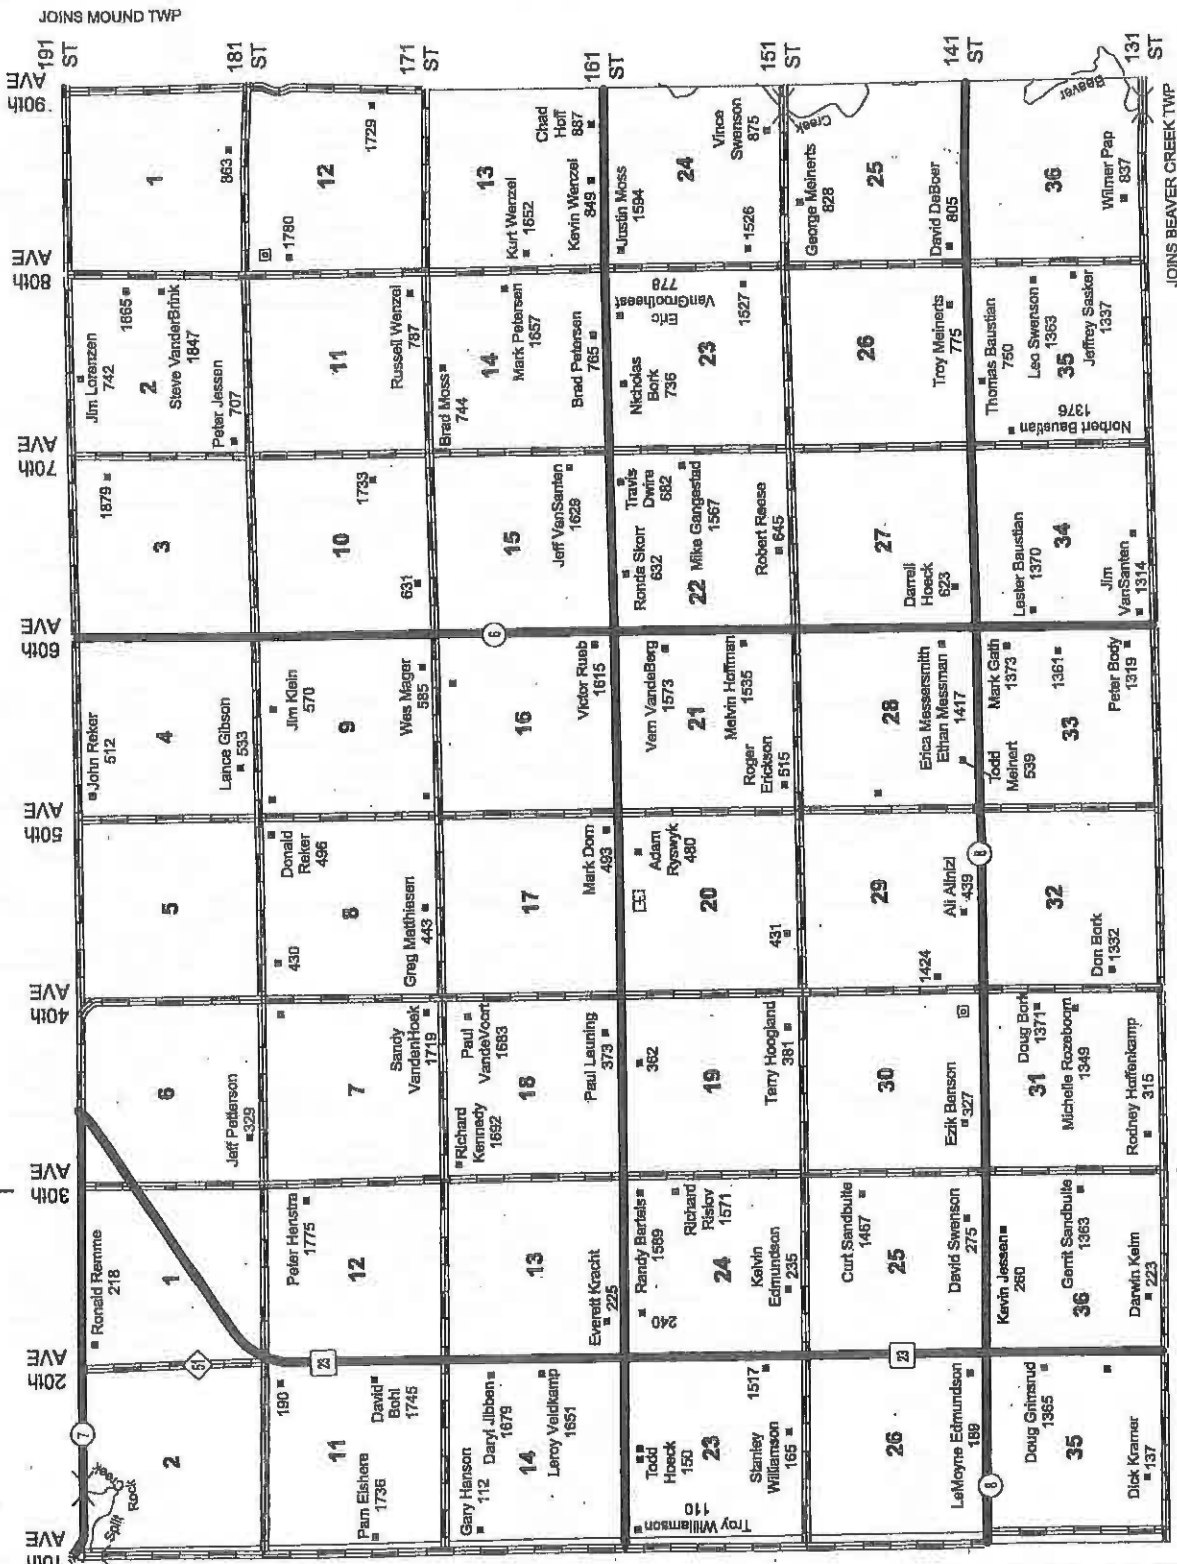 JOINS MOUND TWP
191
ST
181
ST
171
ST
161
ST
151
ST
141
ST
131
ST
90th
AVE
1
863
12
1729
1780
13
Chad
Hoff
887
Kurt Wenzel
1652
Kevin Wenzel
849
Justin Moss
1594
24
Vince
Swenson
875
1526
Creek
George Meinerts
828
25
David DeBoer
805
Beaver
36
Wilmer Pap
837
JOINS BEAVER CREEK TWP
80th
AVE
Jim Lorenzen
742
1665
2
Steve VanderBrink
1847
Peter Jessen
707
11
Russell Wenzel
787
Brad Moss
744
14
Mark Petersen
1657
Brad Petersen
765
Eric
VanGrootheest
778
Nicholas
Bork
736
23
1527
26
Troy Meinerts
775
Thomas Baustian
750
Leo Swenson
1363
35
Jeffrey Sasker
1337
Norbert Baustian
1376
70th
AVE
1879
3
1733
10
631
15
Jeff VanSanten
1629
Travis
Dwire
682
Ronda Skorr
632
Mike Gangestad
1567
22
Robert Reese
645
27
Darrell
Hoeck
623
Lester Baustian
1370
34
Jim
VanSanten
1314
60th
AVE
6
John Reker
512
4
Lance Gibson
533
Jim Klein
570
9
Wes Mager
585
16
Victor Rueb
1615
Vern VandeBerg
1573
21
Melvin Hoffman
1535
Roger
Erickson
515
28
Erica Messersmith
Ethan Messman
1417
Mark Gath
1373
Todd
Meinert
539
1361
33
Peter Body
1319
50th
AVE
5
Donald
Reker
496
8
430
Greg Matthiesen
443
17
Mark Dorn
493
Adam
Ryswyk
480
20
431
29
Ali Alinizi
439
1424
8
32
Don Bork
1332
40th
AVE
6
Jeff Petterson
329
7
Sandy
VandenHoek
1719
Paul
VandeVoort
1683
18
Richard
Kennedy
1692
Paul Leuning
373
362
19
Terry Hoogland
381
30
Ezik Benson
327
Doug Bork
1371
31
Michelle Rozeboom
1349
Rodney Hoffenkamp
315
30th
AVE
Ronald Remme
218
1
Peter Henstra
1775
12
13
Everett Kracht
225
Randy Bartels
1589
240
Richard
Rislov
1571
24
Kelvin
Edmundson
235
Curt Sandbulte
1467
25
David Swenson
275
Kevin Jessen
260
Gerrit Sandbulte
1363
36
Darwin Keim
223
20th
AVE
51
23
23
7
Split
Rock
Creek
2
190
11
David
Bohl
1745
Pam Elshere
1736
Gary Hanson
112
Daryl Jibben
1679
14
Leroy Veldkamp
1651
Todd
Hoeck
150
23
1517
Stanley
Williamson
165
Troy Williamson
110
26
LeMoyne Edmundson
189
8
Doug Grimsrud
1365
35
Dick Kramer
137
10th
AVE